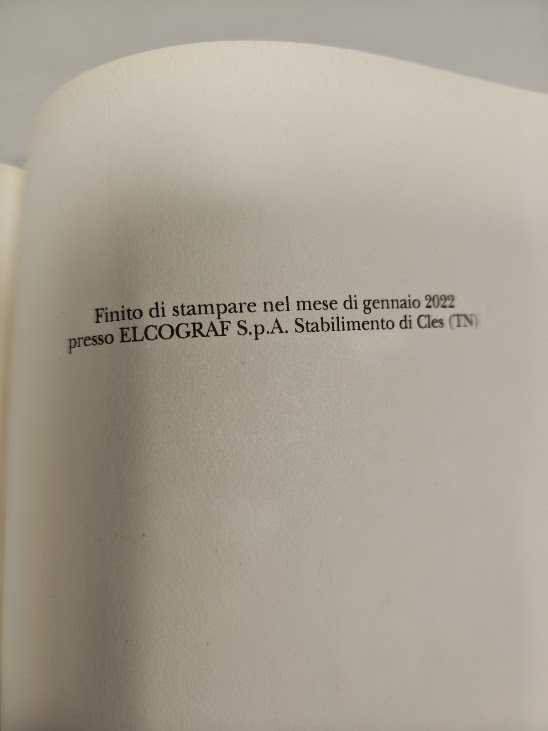 Finito di stampare nel mese di gennaio 2022
presso ELCOGRAF S.p.A. Stabilimento di Cles (TN)